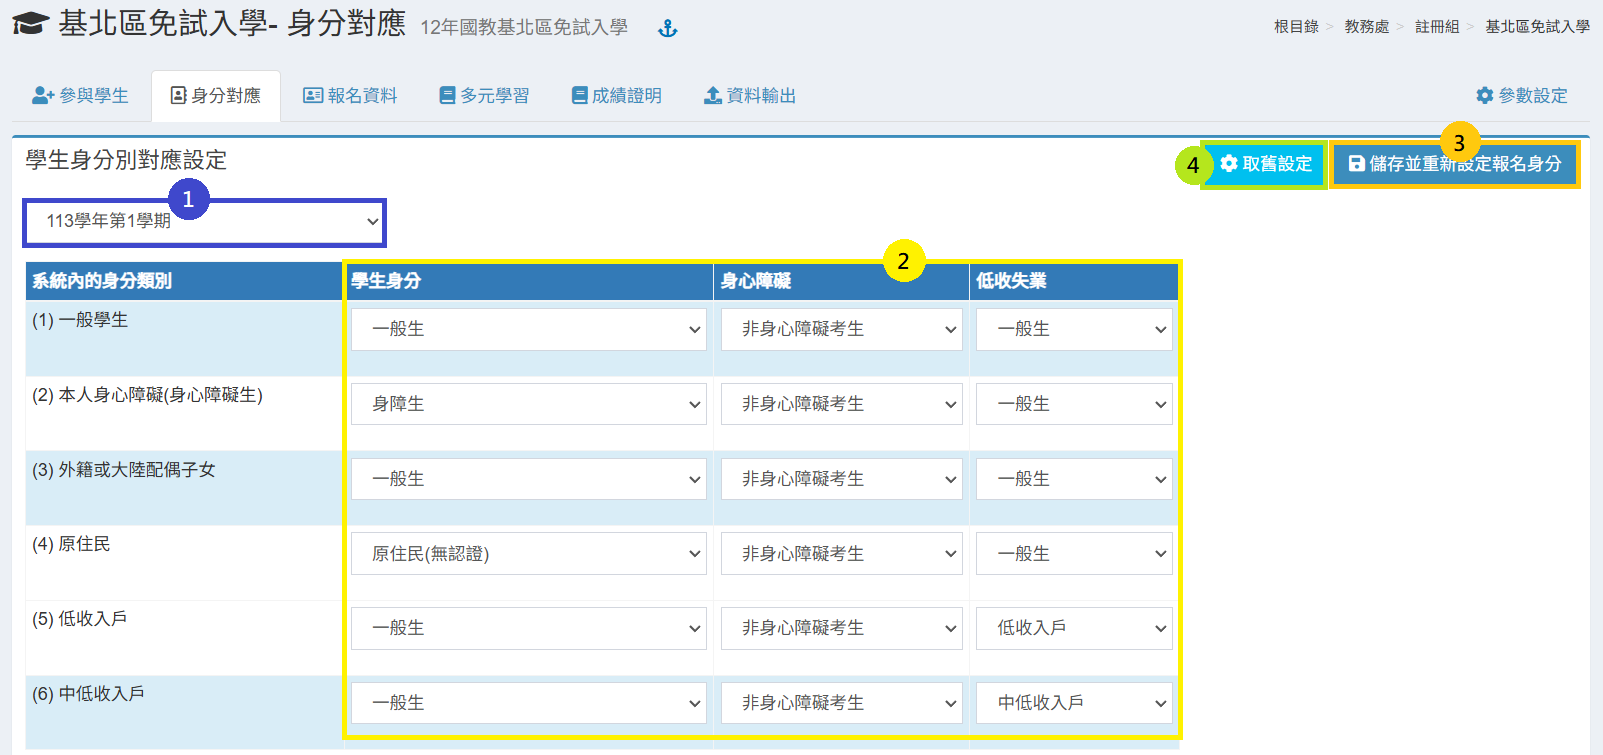 基北區免試入學- 身分對應 12年國教基北區免試入學
根目錄 > 教務處 > 註冊組 > 基北區免試入學
參與學生 身分對應 報名資料 多元學習 成績證明 資料輸出 參數設定
學生身分別對應設定
4 取舊設定 3 儲存並重新設定報名身分
1
113學年第1學期
2
系統內的身分類別 學生身分 身心障礙 低收失業
(1) 一般學生 一般生 非身心障礙考生 一般生
(2) 本人身心障礙(身心障礙生) 身障生 非身心障礙考生 一般生
(3) 外籍或大陸配偶子女 一般生 非身心障礙考生 一般生
(4) 原住民 原住民(無認證) 非身心障礙考生 一般生
(5) 低收入戶 一般生 非身心障礙考生 低收入戶
(6) 中低收入戶 一般生 非身心障礙考生 中低收入戶